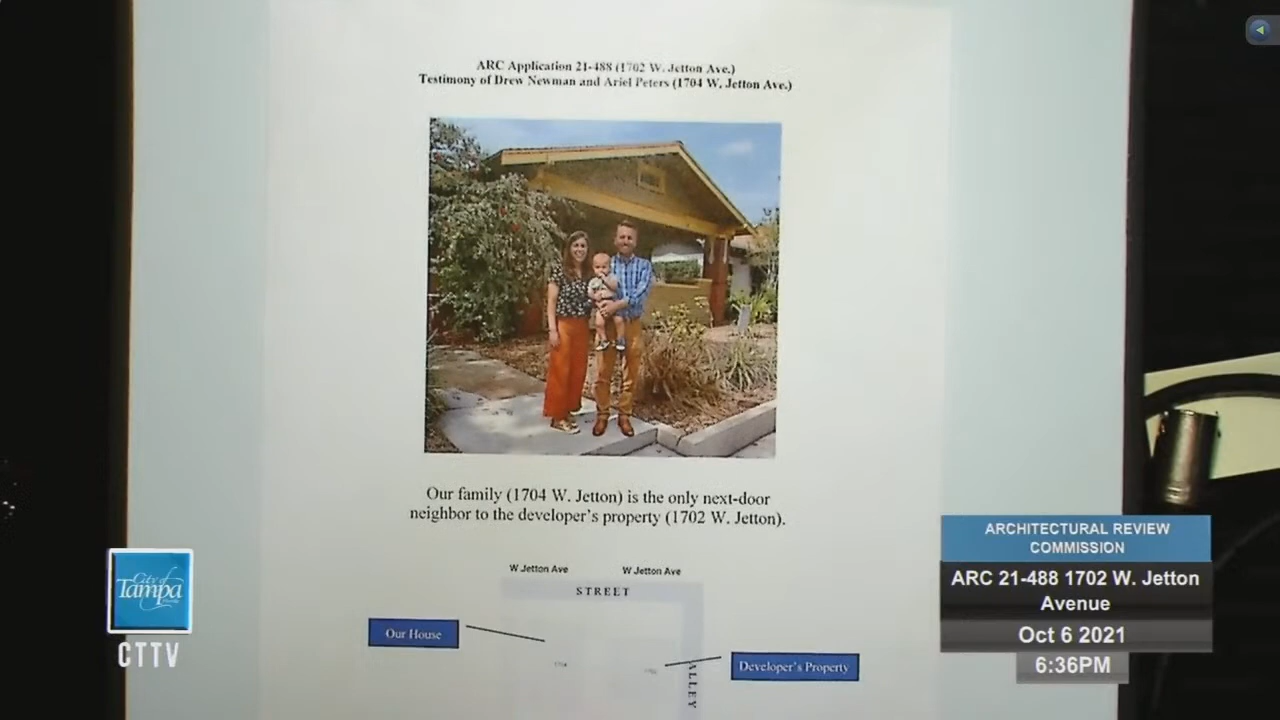 ARC Application 21-488 (1702 W. Jetton Ave.)
Testimony of Drew Newman and Ariel Peters (1704 W. Jetton Ave.)
Our family (1704 W. Jetton) is the only next-door
neighbor to the developer's property (1702 W. Jetton).
W Jetton Ave W Jetton Ave
STREET
Our House
Developer's Property
ALLEY
City of
Tampa
CTTV
ARCHITECTURAL REVIEW
COMMISSION
ARC 21-488 1702 W. Jetton
Avenue
Oct 6 2021
6:36PM